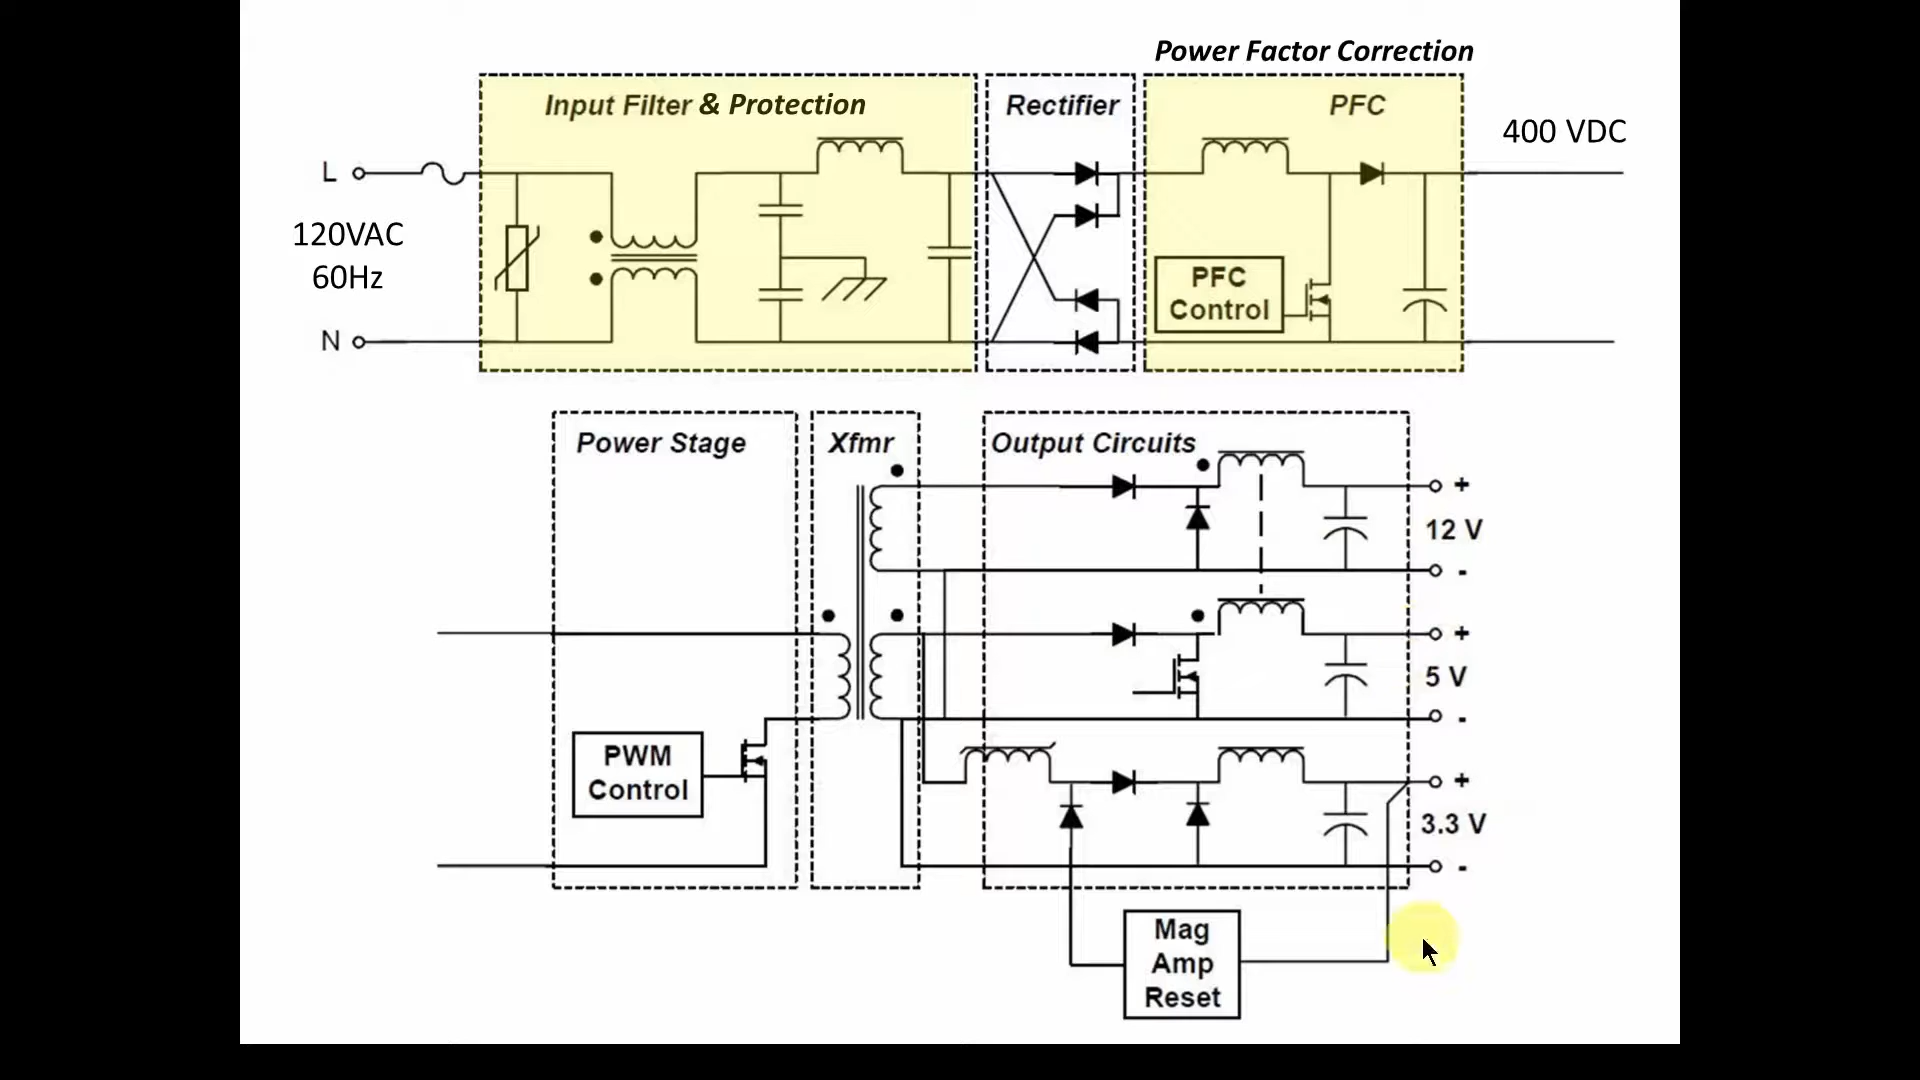 Power Factor Correction
Input Filter & Protection
Rectifier
PFC
400 VDC
L
120VAC
60Hz
N
PFC
Control
Power Stage
Xfmr
Output Circuits
+
12 V
-
+
5 V
-
PWM
Control
+
3.3 V
-
Mag
Amp
Reset